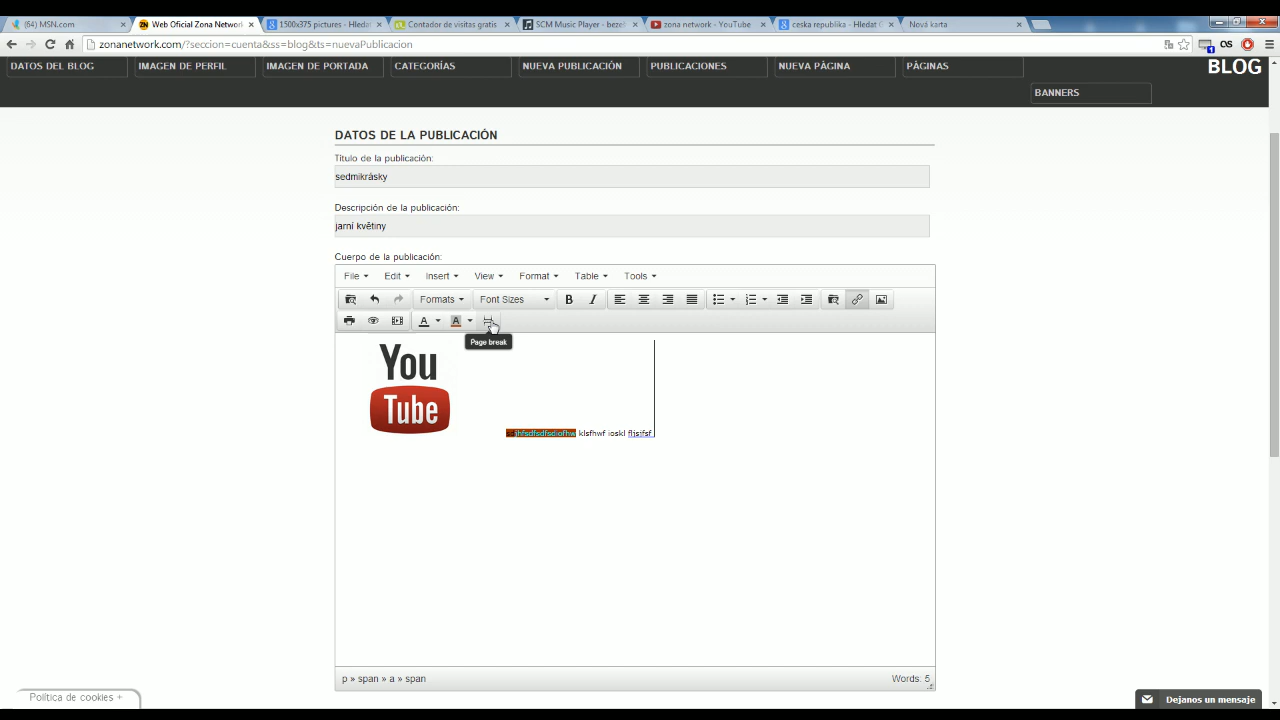 (64) MSN.com
Web Oficial Zona Network
1500x375 pictures - Hledat
Contador de visitas gratis
SCM Music Player - beze
zona network - YouTube
ceska republika - Hledat
Nová karta
zonanetwork.com/?seccion=cuenta&ss=blog&ts=nuevaPublicacion
DATOS DEL BLOG
IMAGEN DE PERFIL
IMAGEN DE PORTADA
CATEGORÍAS
NUEVA PUBLICACIÓN
PUBLICACIONES
NUEVA PÁGINA
PÁGINAS
BLOG
BANNERS
DATOS DE LA PUBLICACIÓN
Título de la publicación:
sedmikrásky
Descripción de la publicación:
jarní květiny
Cuerpo de la publicación:
File Edit Insert View Format Table Tools
Formats Font Sizes B I
A A
Page break
You
Tube
klsfhwf ioskl fljsifsf
p » span » a » span
Words: 5
Política de cookies +
Dejanos un mensaje